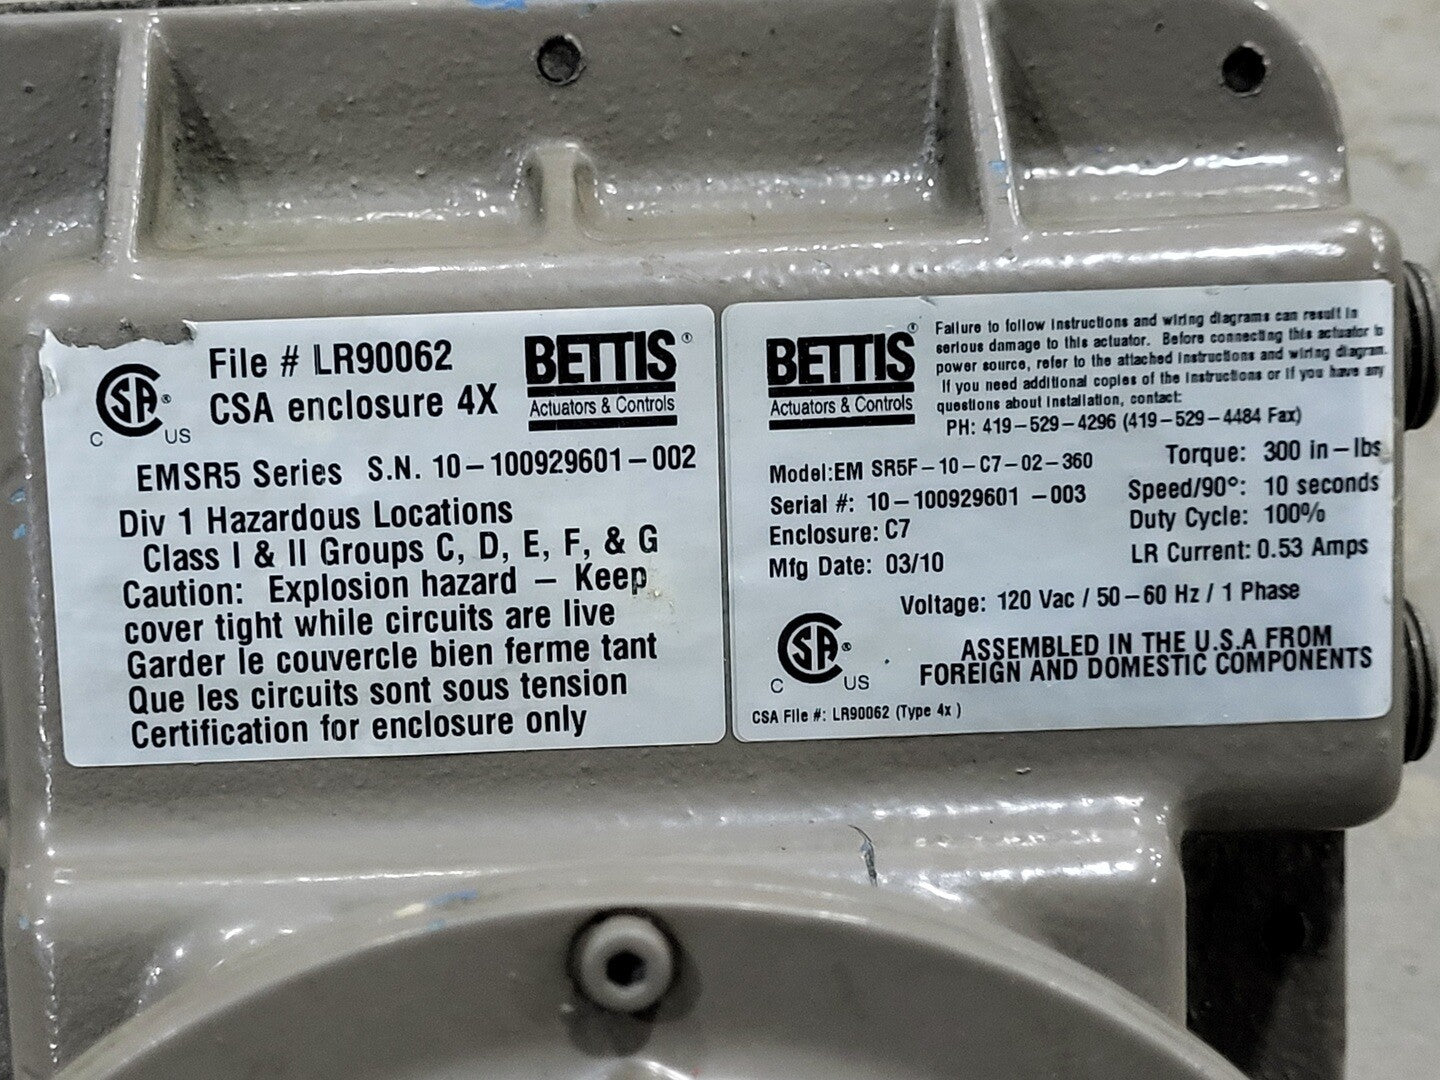 File # LR90062
CSA enclosure 4X
BETTIS®
Actuators & Controls
CSA®
C US
EMSR5 Series S.N. 10-100929601-002
Div 1 Hazardous Locations
Class I & II Groups C, D, E, F, & G
Caution: Explosion hazard – Keep
cover tight while circuits are live
Garder le couvercle bien ferme tant
Que les circuits sont sous tension
Certification for enclosure only
BETTIS®
Actuators & Controls
Failure to follow instructions and wiring diagrams can result in
serious damage to this actuator. Before connecting this actuator to
power source, refer to the attached instructions and wiring diagram.
If you need additional copies of the instructions or if you have any
questions about installation, contact:
PH: 419-529-4296 (419-529-4484 Fax)
Model:EM SR5F-10-C7-02-360
Serial #: 10-100929601 -003
Enclosure: C7
Mfg Date: 03/10
Torque: 300 in-lbs
Speed/90°: 10 seconds
Duty Cycle: 100%
LR Current: 0.53 Amps
Voltage: 120 Vac / 50-60 Hz / 1 Phase
CSA®
C US
ASSEMBLED IN THE U.S.A FROM
FOREIGN AND DOMESTIC COMPONENTS
CSA File #: LR90062 (Type 4x )